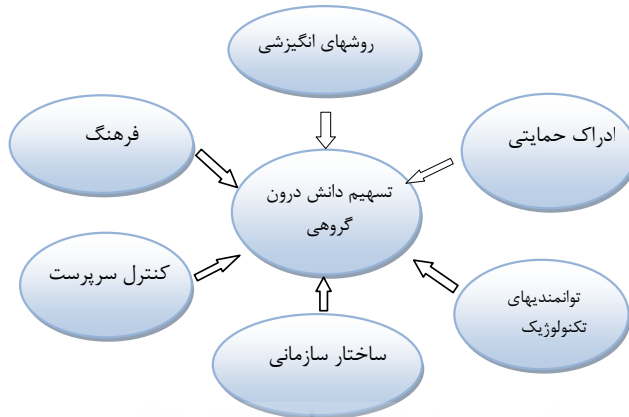 روشهای انگیزشی
ادراک حمایتی
فرهنگ
تسهیم دانش درون
گروهی
کنترل سرپرست
توانمندیهای
تکنولوژیک
ساختار سازمانی